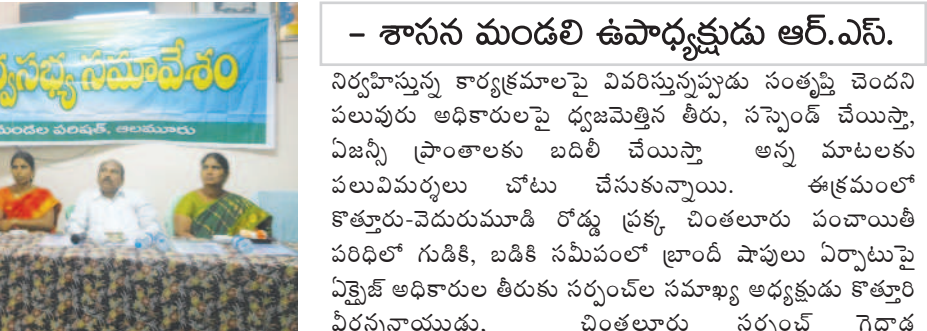 ర్వసభ్య సమావేశం
మండల పరిషత్, ఆలమూరు
– శాసన మండలి ఉపాధ్యక్షుడు ఆర్.ఎస్.
నిర్వహిస్తున్న కార్యక్రమాలపై వివరిస్తున్నప్పుడు సంతృప్తి చెందని
పలువురు అధికారులపై ధ్వజమెత్తిన తీరు, సస్పెండ్ చేయిస్తా,
ఏజన్సీ ప్రాంతాలకు బదిలీ చేయిస్తా అన్న మాటలకు
పలువిమర్శలు చోటు చేసుకున్నాయి. ఈక్రమంలో
కొత్తూరు-వెదురుమూడి రోడ్డు ప్రక్క చింతలూరు పంచాయితీ
పరిధిలో గుడికి, బడికి సమీపంలో బ్రాందీ షాపులు ఏర్పాటుపై
ఏక్సైజ్ అధికారుల తీరుకు సర్పంచ్‌ల సమాఖ్య అధ్యక్షుడు కొత్తూరి
వీరన్ననాయుడు, చింతలూరు సర్పంచ్ గెడాడ